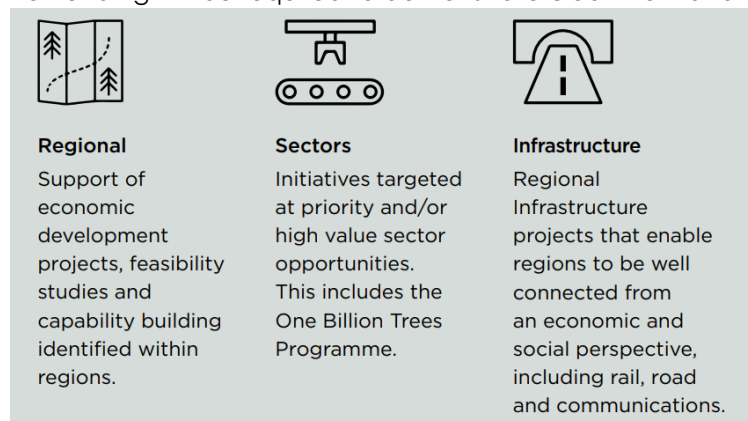 Regional
Support of
economic
development
projects, feasibility
studies and
capability building
identified within
regions.
Sectors
Initiatives targeted
at priority and/or
high value sector
opportunities.
This includes the
One Billion Trees
Programme.
Infrastructure
Regional
Infrastructure
projects that enable
regions to be well
connected from
an economic and
social perspective,
including rail, road
and communications.